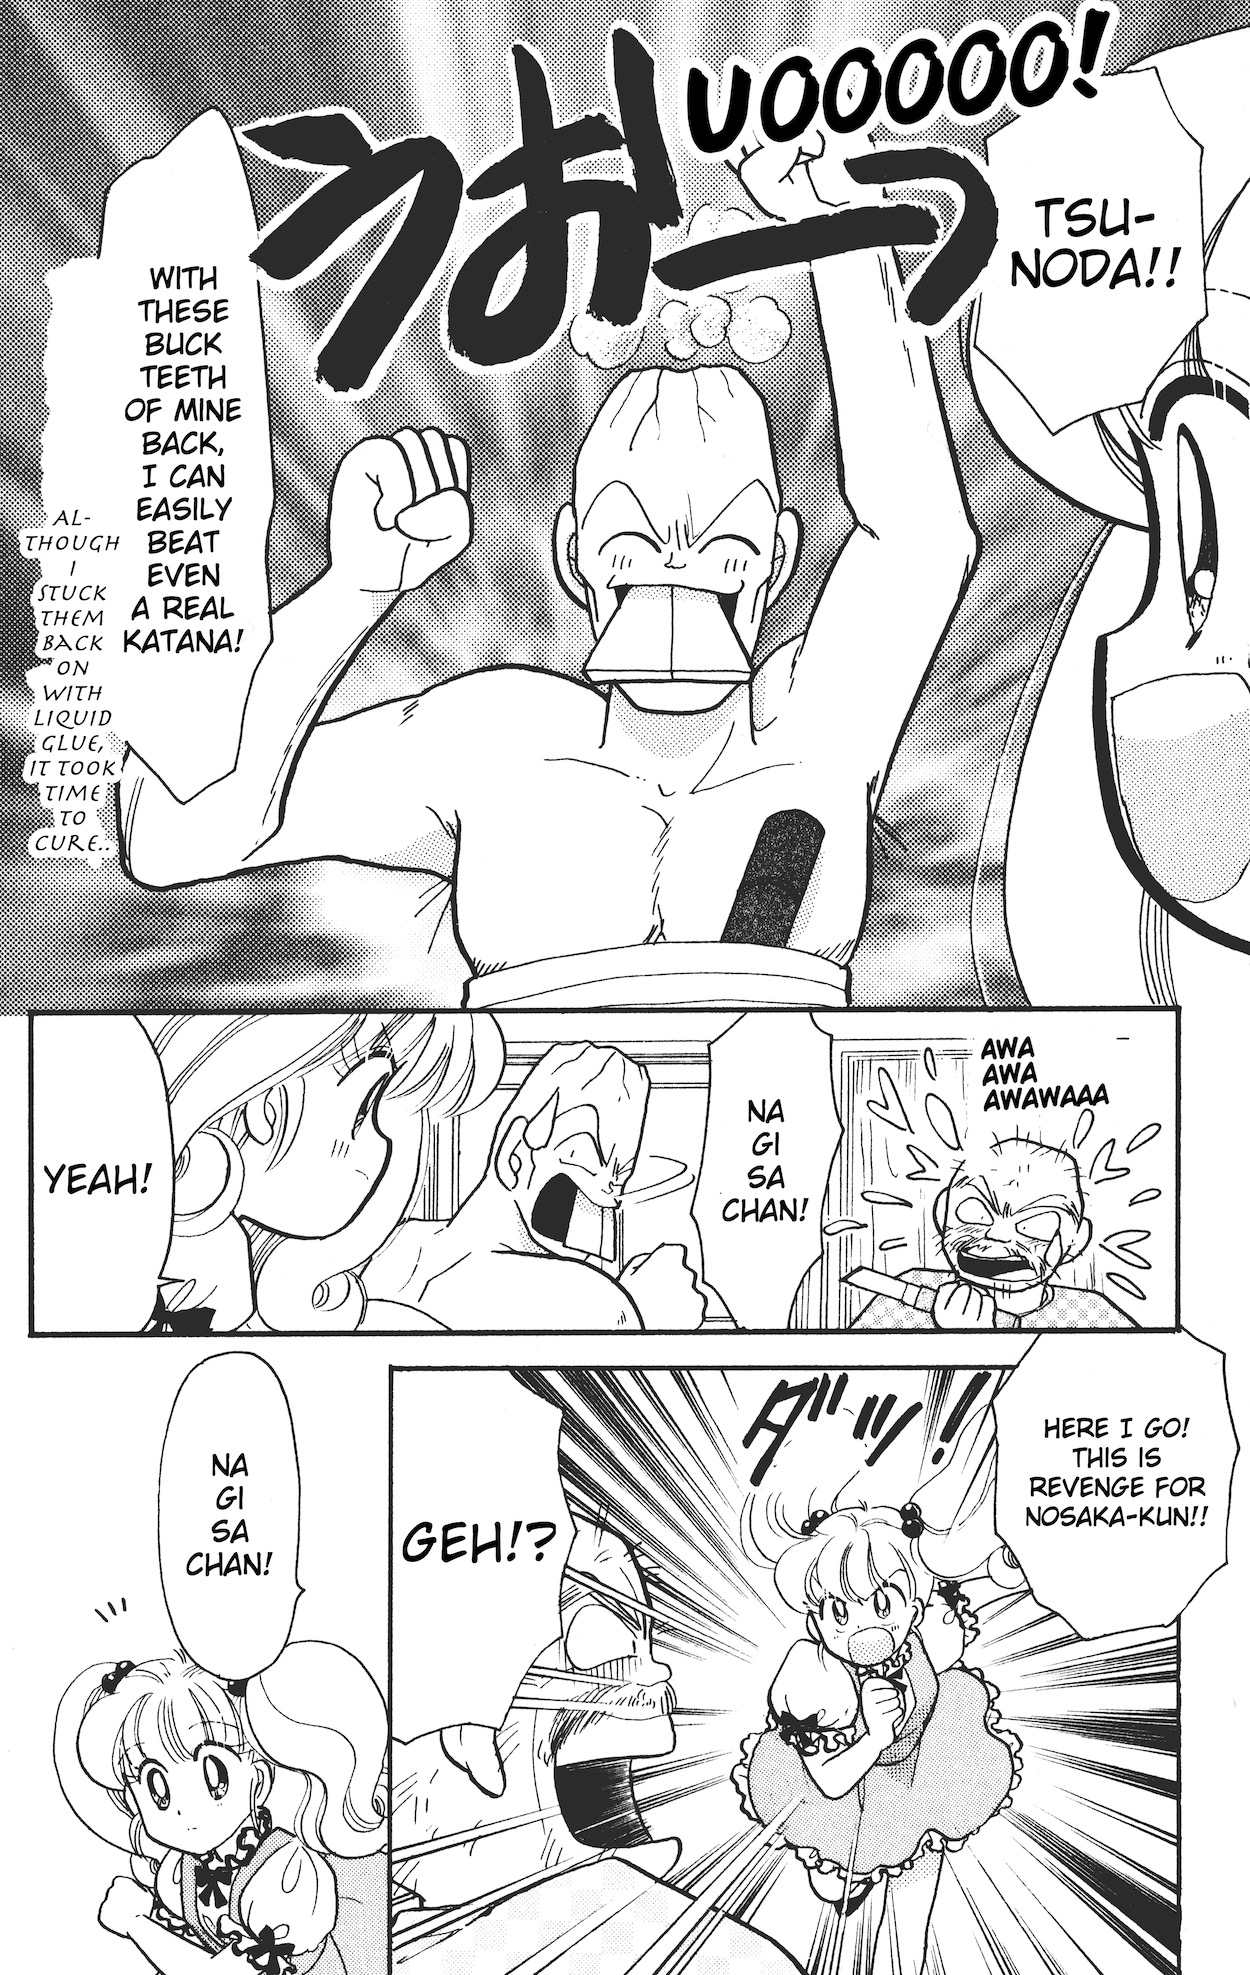 UOOOOO!
うおーっ
TSU-
NODA!!
WITH
THESE
BUCK
TEETH
OF MINE
BACK,
I CAN
EASILY
BEAT
EVEN
A REAL
KATANA!
AL-
THOUGH
I
STUCK
THEM
BACK
ON
WITH
LIQUID
GLUE,
IT TOOK
TIME
TO
CURE..
AWA
AWA
AWAWAAA
NA
GI
SA
CHAN!
YEAH!
HERE I GO!
THIS IS
REVENGE FOR
NOSAKA-KUN!!
ダッ!
GEH!?
NA
GI
SA
CHAN!